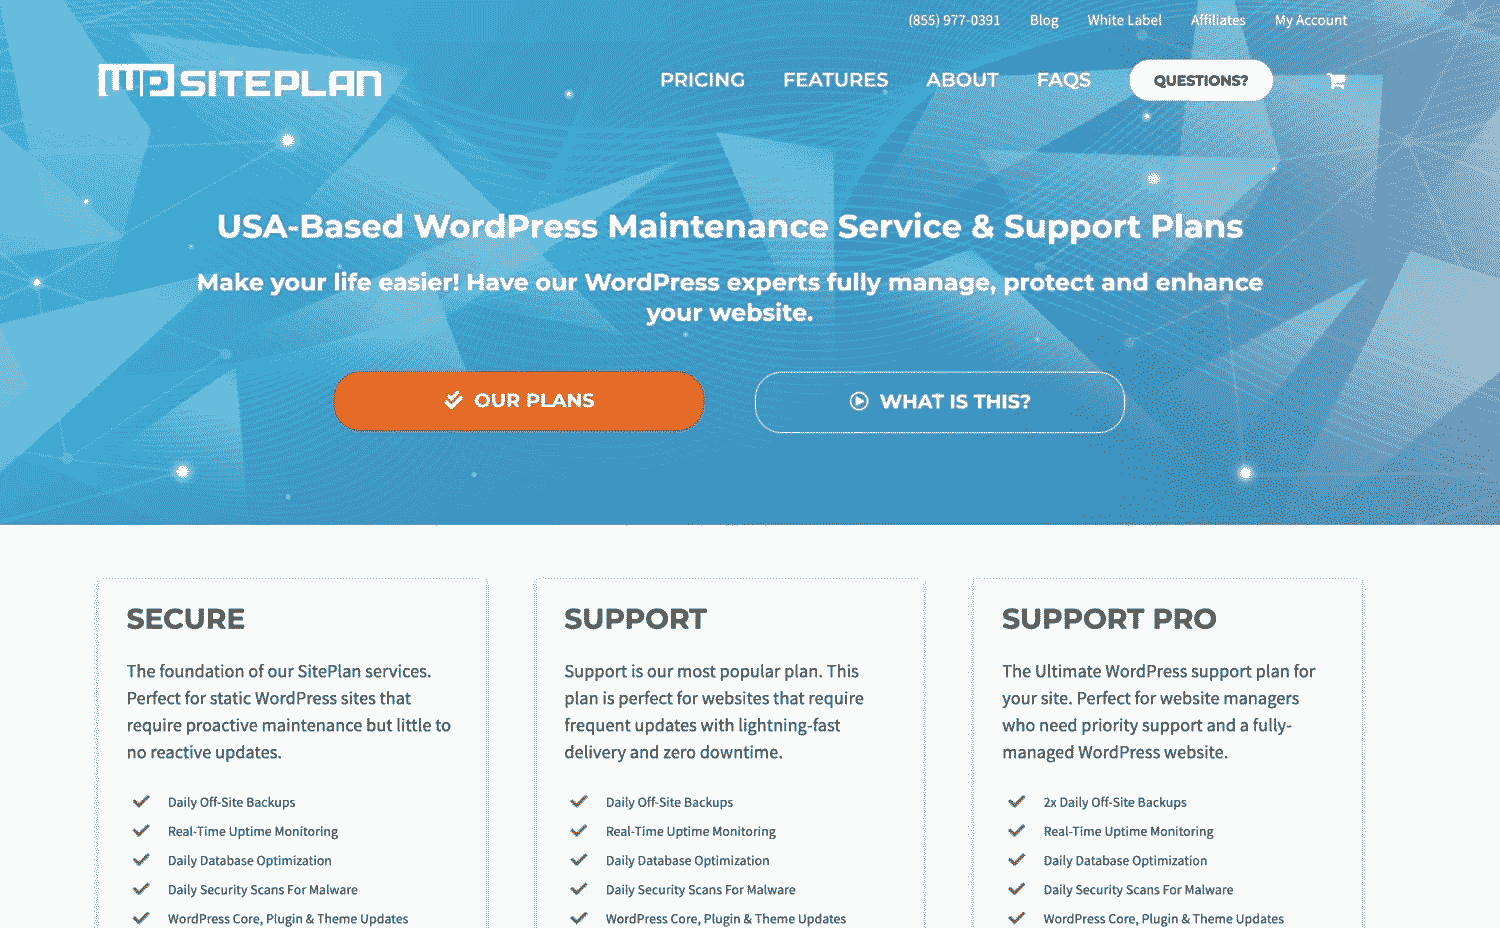 (855) 977-0391 Blog White Label Affiliates My Account
WP SITEPLAN
PRICING FEATURES ABOUT FAQS QUESTIONS?
USA-Based WordPress Maintenance Service & Support Plans
Make your life easier! Have our WordPress experts fully manage, protect and enhance
your website.
OUR PLANS
WHAT IS THIS?
SECURE
The foundation of our SitePlan services.
Perfect for static WordPress sites that
require proactive maintenance but little to
no reactive updates.
Daily Off-Site Backups
Real-Time Uptime Monitoring
Daily Database Optimization
Daily Security Scans For Malware
WordPress Core, Plugin & Theme Updates
SUPPORT
Support is our most popular plan. This
plan is perfect for websites that require
frequent updates with lightning-fast
delivery and zero downtime.
Daily Off-Site Backups
Real-Time Uptime Monitoring
Daily Database Optimization
Daily Security Scans For Malware
WordPress Core, Plugin & Theme Updates
SUPPORT PRO
The Ultimate WordPress support plan for
your site. Perfect for website managers
who need priority support and a fully-
managed WordPress website.
2x Daily Off-Site Backups
Real-Time Uptime Monitoring
Daily Database Optimization
Daily Security Scans For Malware
WordPress Core, Plugin & Theme Updates